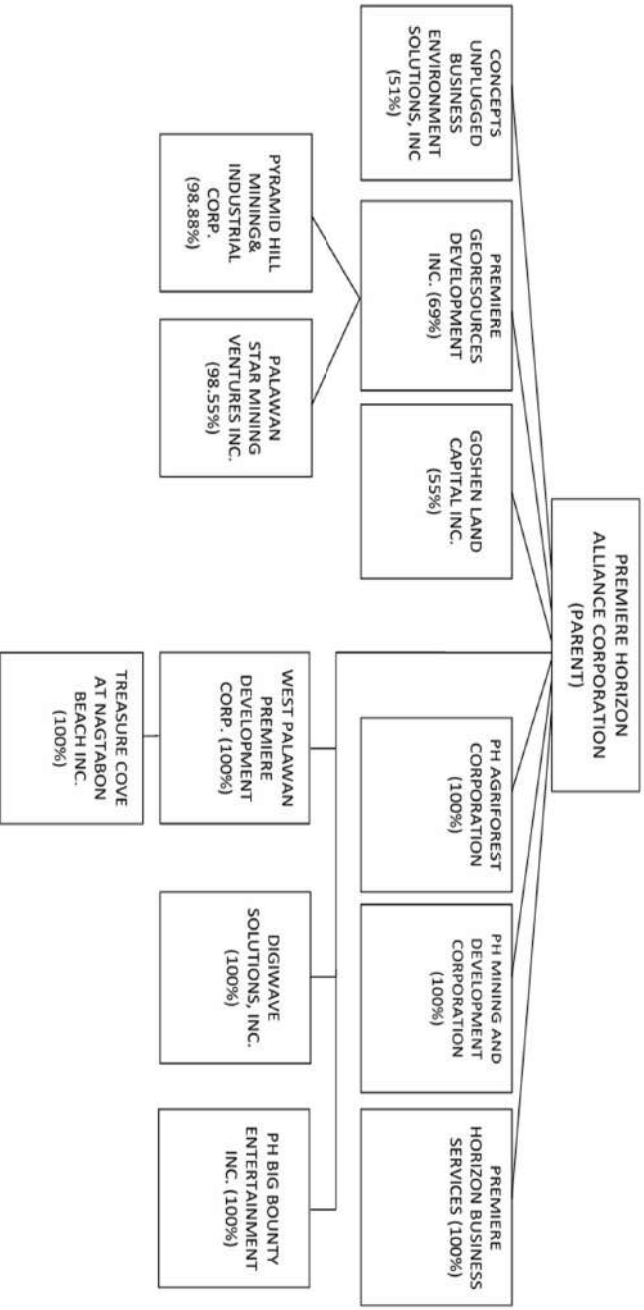 PREMIERE HORIZON
ALLIANCE CORPORATION
(PARENT)
CONCEPTS
UNPLUGGED
BUSINESS
ENVIRONMENT
SOLUTIONS, INC
(51%)
PREMIERE
GEORESOURCES
DEVELOPMENT
INC. (69%)
GOSHEN LAND
CAPITAL INC.
(55%)
PH AGRIFOREST
CORPORATION
(100%)
PH MINING AND
DEVELOPMENT
CORPORATION
(100%)
PREMIERE
HORIZON BUSINESS
SERVICES (100%)
PYRAMID HILL
MINING&
INDUSTRIAL
CORP.
(98.88%)
PALAWAN
STAR MINING
VENTURES INC.
(98.55%)
WEST PALAWAN
PREMIERE
DEVELOPMENT
CORP. (100%)
DIGIWAVE
SOLUTIONS, INC.
(100%)
PH BIG BOUNTY
ENTERTAINMENT
INC. (100%)
TREASURE COVE
AT NAGTABON
BEACH INC.
(100%)